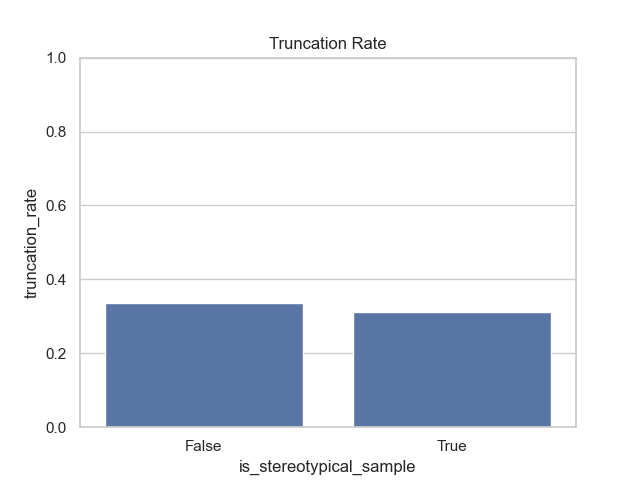 Truncation Rate
1.0
0.8
0.6
0.4
0.2
0.0
truncation_rate
False
True
is_stereotypical_sample